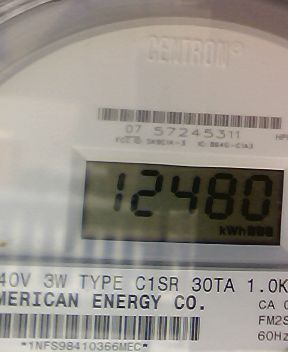 CENTRON®
07 57245311
12480
kWh
40V 3W TYPE C1SR 30TA 1.0K
MERICAN ENERGY CO.
CA 0
FM2S
60Hz
*1NFS98410366MEC*